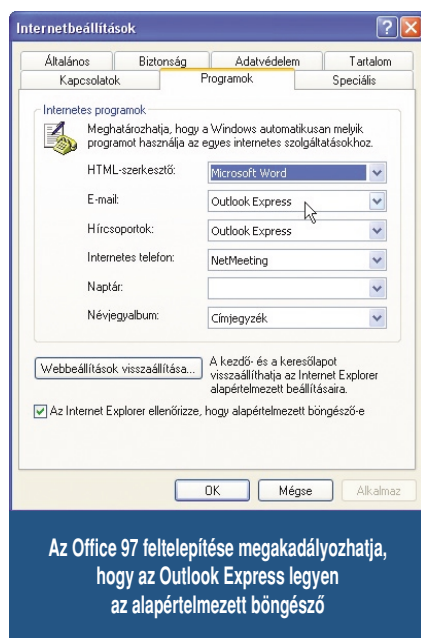 Internetbeállítások
Általános Biztonság Adatvédelem Tartalom
Kapcsolatok Programok Speciális
Internetes programok
Meghatározhatja, hogy a Windows automatikusan melyik
programot használja az egyes internetes szolgáltatásokhoz.
HTML-szerkesztő: Microsoft Word
E-mail: Outlook Express
Hírcsoportok: Outlook Express
Internetes telefon: NetMeeting
Naptár:
Névjegyalbum: Címjegyzék
Webbeállítások visszaállítása...
A kezdő- és a keresőlapot
visszaállíthatja az Internet Explorer
alapértelmezett beállításaira.
Az Internet Explorer ellenőrizze, hogy alapértelmezett böngésző-e
OK Mégse Alkalmaz
Az Office 97 feltelepítése megakadályozhatja,
hogy az Outlook Express legyen
az alapértelmezett böngésző